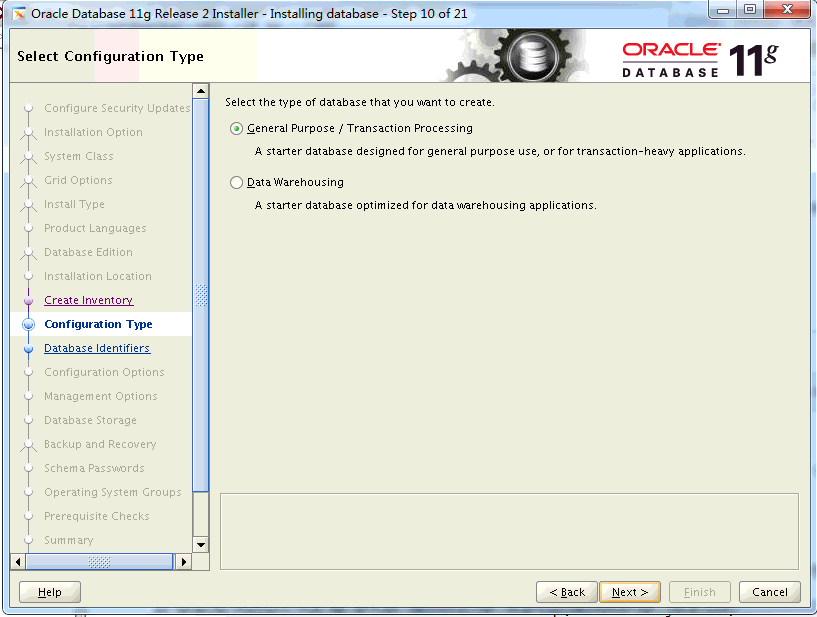 Oracle Database 11g Release 2 Installer - Installing database - Step 10 of 21
Select Configuration Type
ORACLE
DATABASE 11g
Configure Security Updates
Installation Option
System Class
Grid Options
Install Type
Product Languages
Database Edition
Installation Location
Create Inventory
Configuration Type
Database Identifiers
Configuration Options
Management Options
Database Storage
Backup and Recovery
Schema Passwords
Operating System Groups
Prerequisite Checks
Summary
Select the type of database that you want to create.
General Purpose / Transaction Processing
A starter database designed for general purpose use, or for transaction-heavy applications.
Data Warehousing
A starter database optimized for data warehousing applications.
Help
< Back
Next >
Finish
Cancel